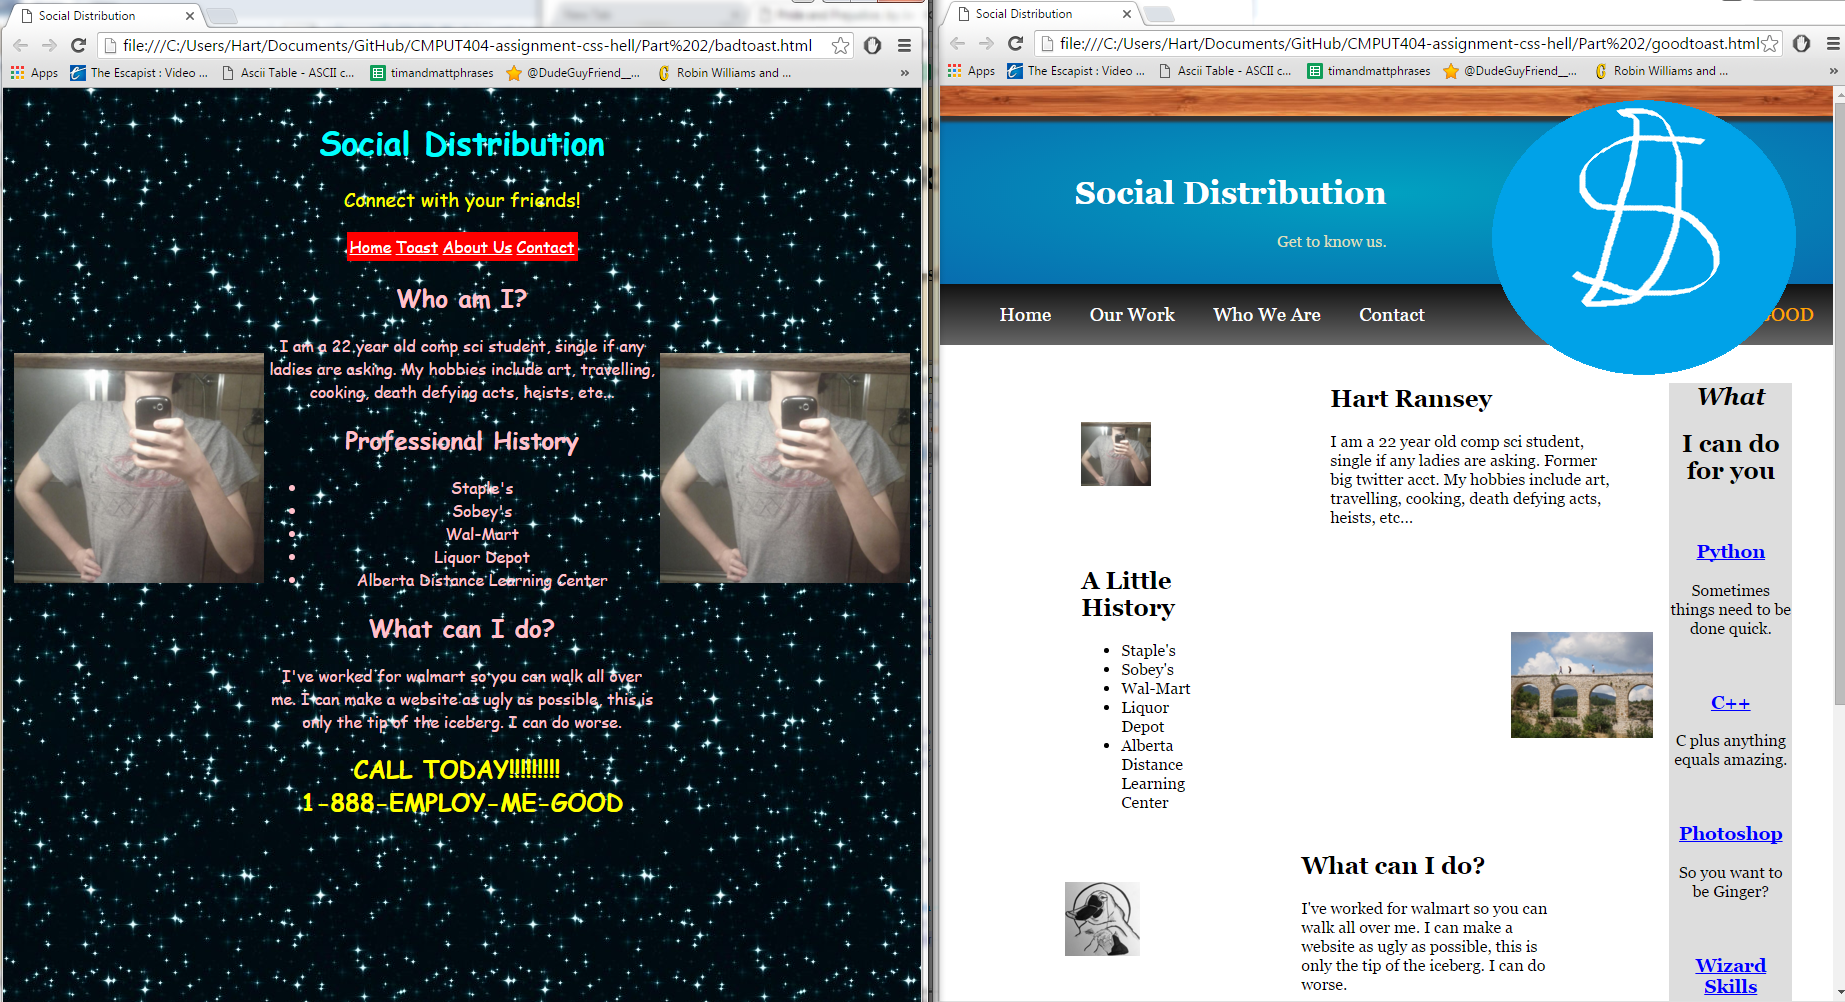 Social Distribution
file:///C:/Users/Hart/Documents/GitHub/CMPUT404-assignment-css-hell/Part%202/badtoast.html
Apps The Escapist : Video ... Ascii Table - ASCII c... timandmattphrases @DudeGuyFriend__... Robin Williams and ... »
Social Distribution
Connect with your friends!
Home Toast About Us Contact
Who am I?
I am a 22 year old comp sci student, single if any
ladies are asking. My hobbies include art, travelling,
cooking, death defying acts, heists, etc...
Professional History
Staple's
Sobey's
Wal-Mart
Liquor Depot
Alberta Distance Learning Center
What can I do?
I've worked for walmart so you can walk all over
me. I can make a website as ugly as possible, this is
only the tip of the iceberg. I can do worse.
CALL TODAY!!!!!!!!!
1-888-EMPLOY-ME-GOOD
Social Distribution
file:///C:/Users/Hart/Documents/GitHub/CMPUT404-assignment-css-hell/Part%202/goodtoast.html
Apps The Escapist : Video ... Ascii Table - ASCII c... timandmattphrases @DudeGuyFriend__... Robin Williams and ... »
Social Distribution
Get to know us.
Home Our Work Who We Are Contact GOOD
Hart Ramsey
I am a 22 year old comp sci student,
single if any ladies are asking. Former
big twitter acct. My hobbies include art,
travelling, cooking, death defying acts,
heists, etc...
A Little
History
Staple's
Sobey's
Wal-Mart
Liquor
Depot
Alberta
Distance
Learning
Center
What can I do?
I've worked for walmart so you can
walk all over me. I can make a
website as ugly as possible, this is
only the tip of the iceberg. I can do
worse.
What
I can do
for you
Python
Sometimes
things need to be
done quick.
C++
C plus anything
equals amazing.
Photoshop
So you want to
be Ginger?
Wizard
Skills